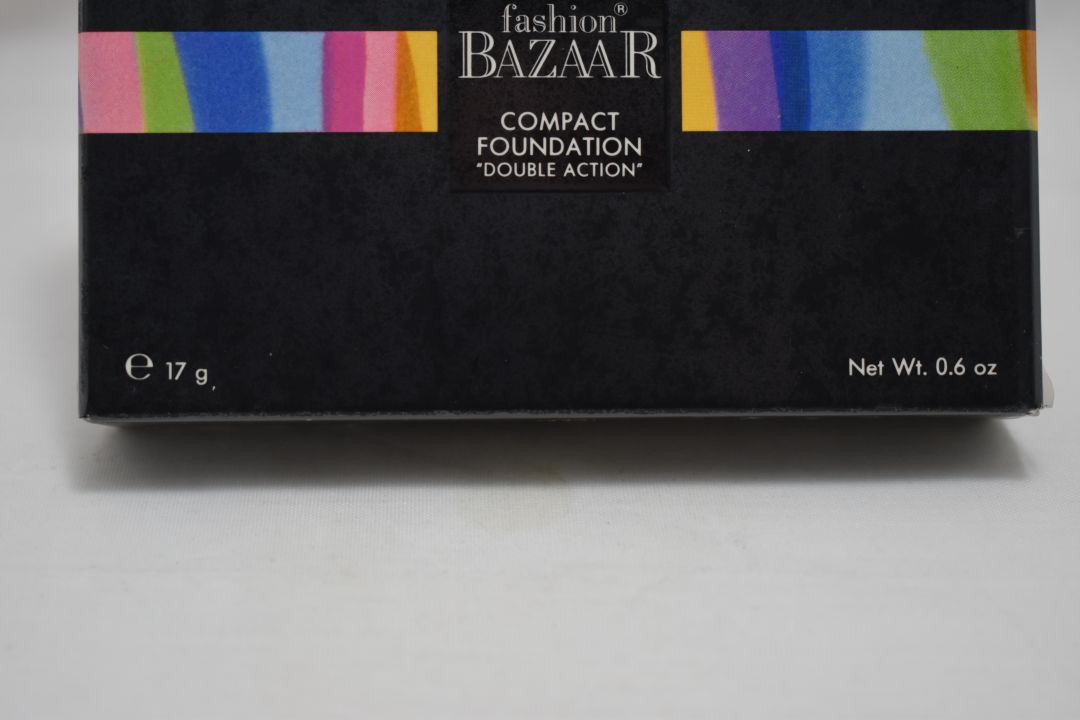 fashion®
BAZAAR
COMPACT
FOUNDATION
"DOUBLE ACTION"
℮ 17 g,
Net Wt. 0.6 oz